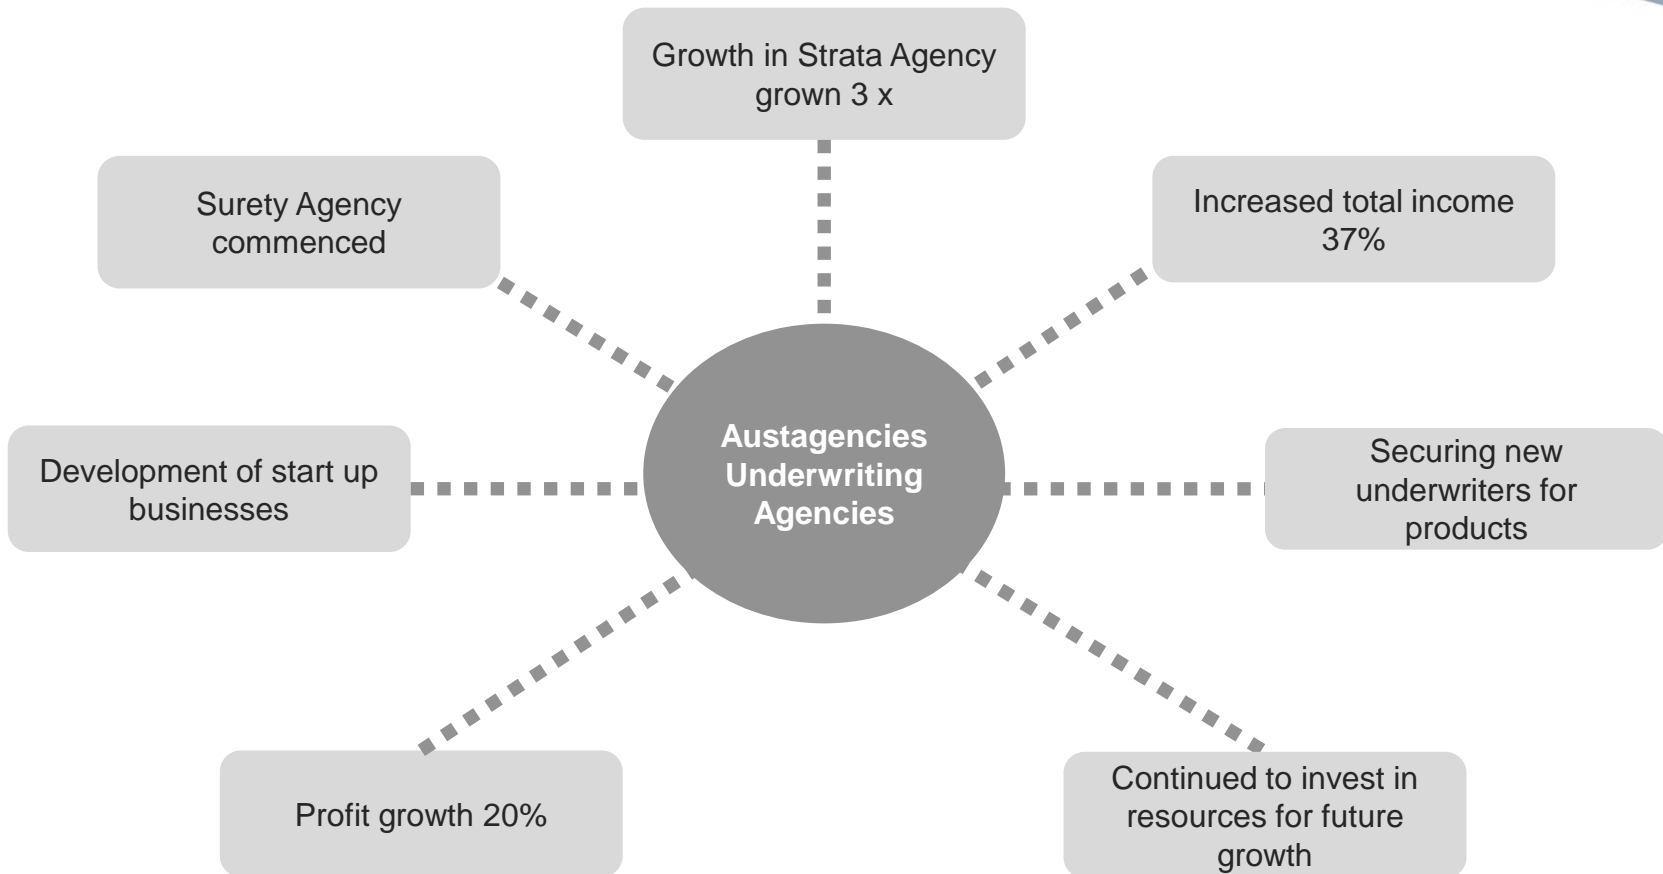 Growth in Strata Agency
grown 3 x
Surety Agency
commenced
Increased total income
37%
Austagencies
Underwriting
Agencies
Development of start up
businesses
Securing new
underwriters for
products
Profit growth 20%
Continued to invest in
resources for future
growth